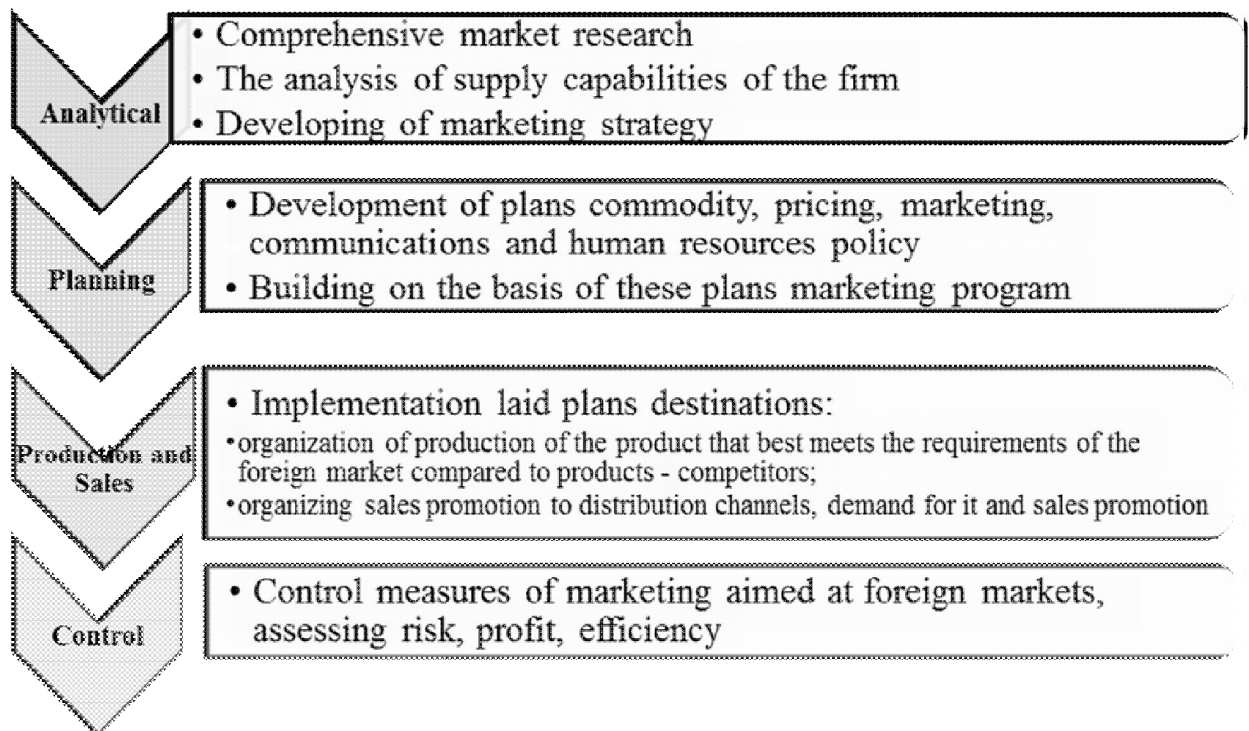 Analytical
• Comprehensive market research
• The analysis of supply capabilities of the firm
• Developing of marketing strategy
Planning
• Development of plans commodity, pricing, marketing,
communications and human resources policy
• Building on the basis of these plans marketing program
Production and
Sales
• Implementation laid plans destinations:
•organization of production of the product that best meets the requirements of the
foreign market compared to products - competitors;
•organizing sales promotion to distribution channels, demand for it and sales promotion
Control
• Control measures of marketing aimed at foreign markets,
assessing risk, profit, efficiency